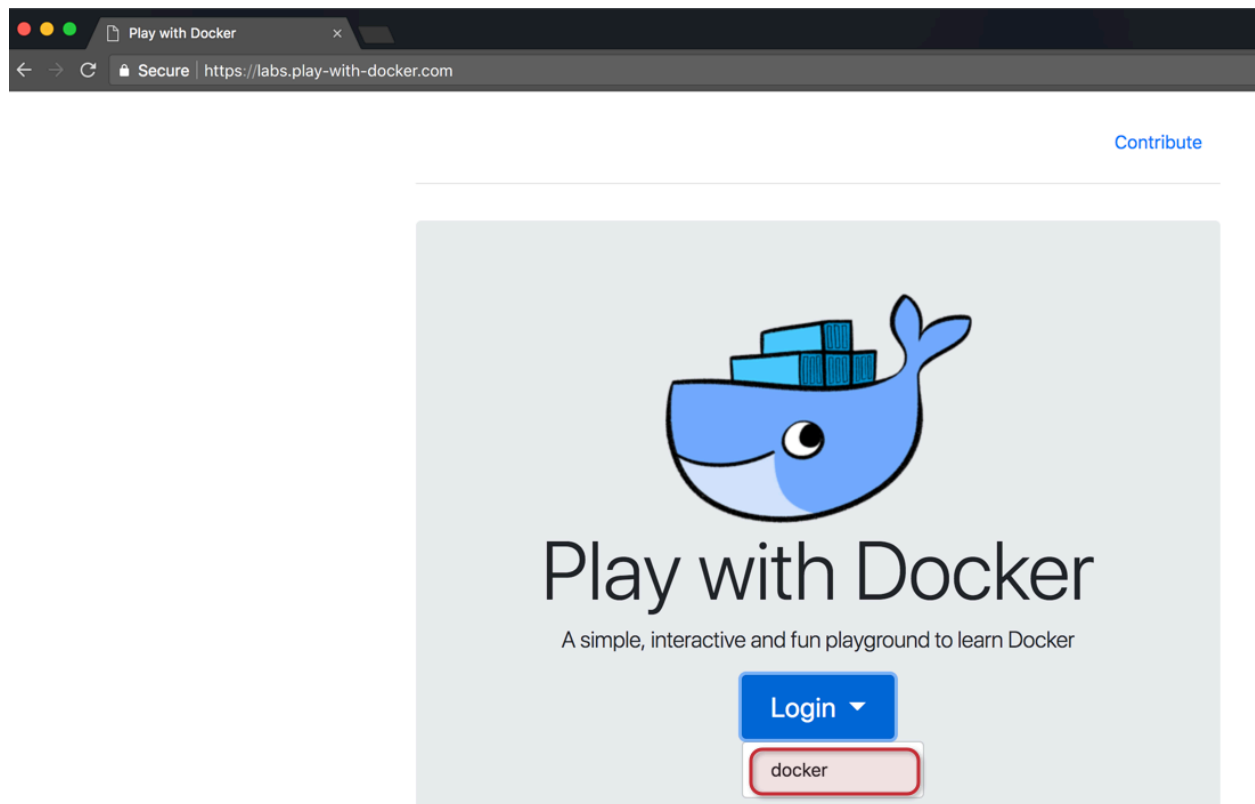 Play with Docker
Secure https://labs.play-with-docker.com
Contribute
Play with Docker
A simple, interactive and fun playground to learn Docker
Login
docker